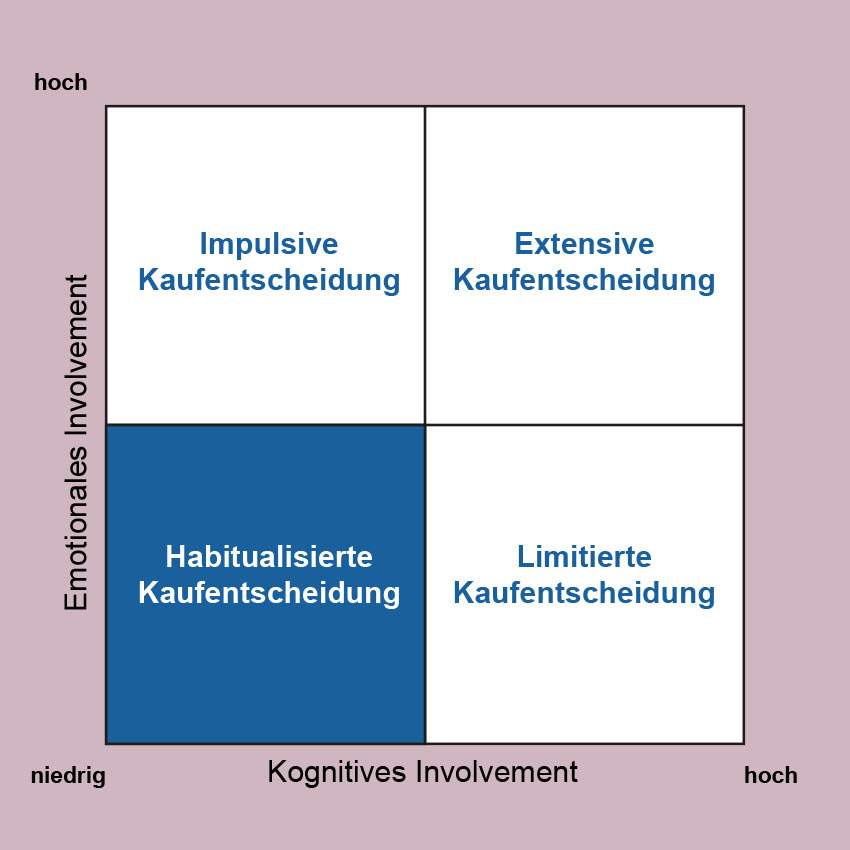 hoch
Impulsive
Kaufentscheidung
Extensive
Kaufentscheidung
Emotionales Involvement
Habitualisierte
Kaufentscheidung
Limitierte
Kaufentscheidung
niedrig
Kognitives Involvement
hoch